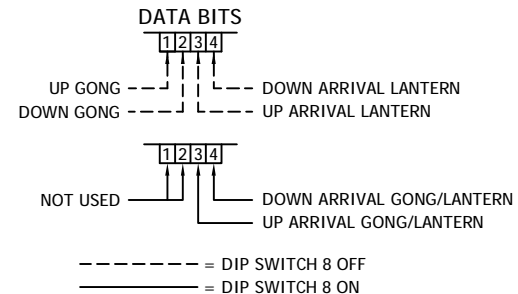 DATA BITS
1 2 3 4
UP GONG
DOWN ARRIVAL LANTERN
DOWN GONG
UP ARRIVAL LANTERN
1 2 3 4
NOT USED
DOWN ARRIVAL GONG/LANTERN
UP ARRIVAL GONG/LANTERN
= DIP SWITCH 8 OFF
= DIP SWITCH 8 ON